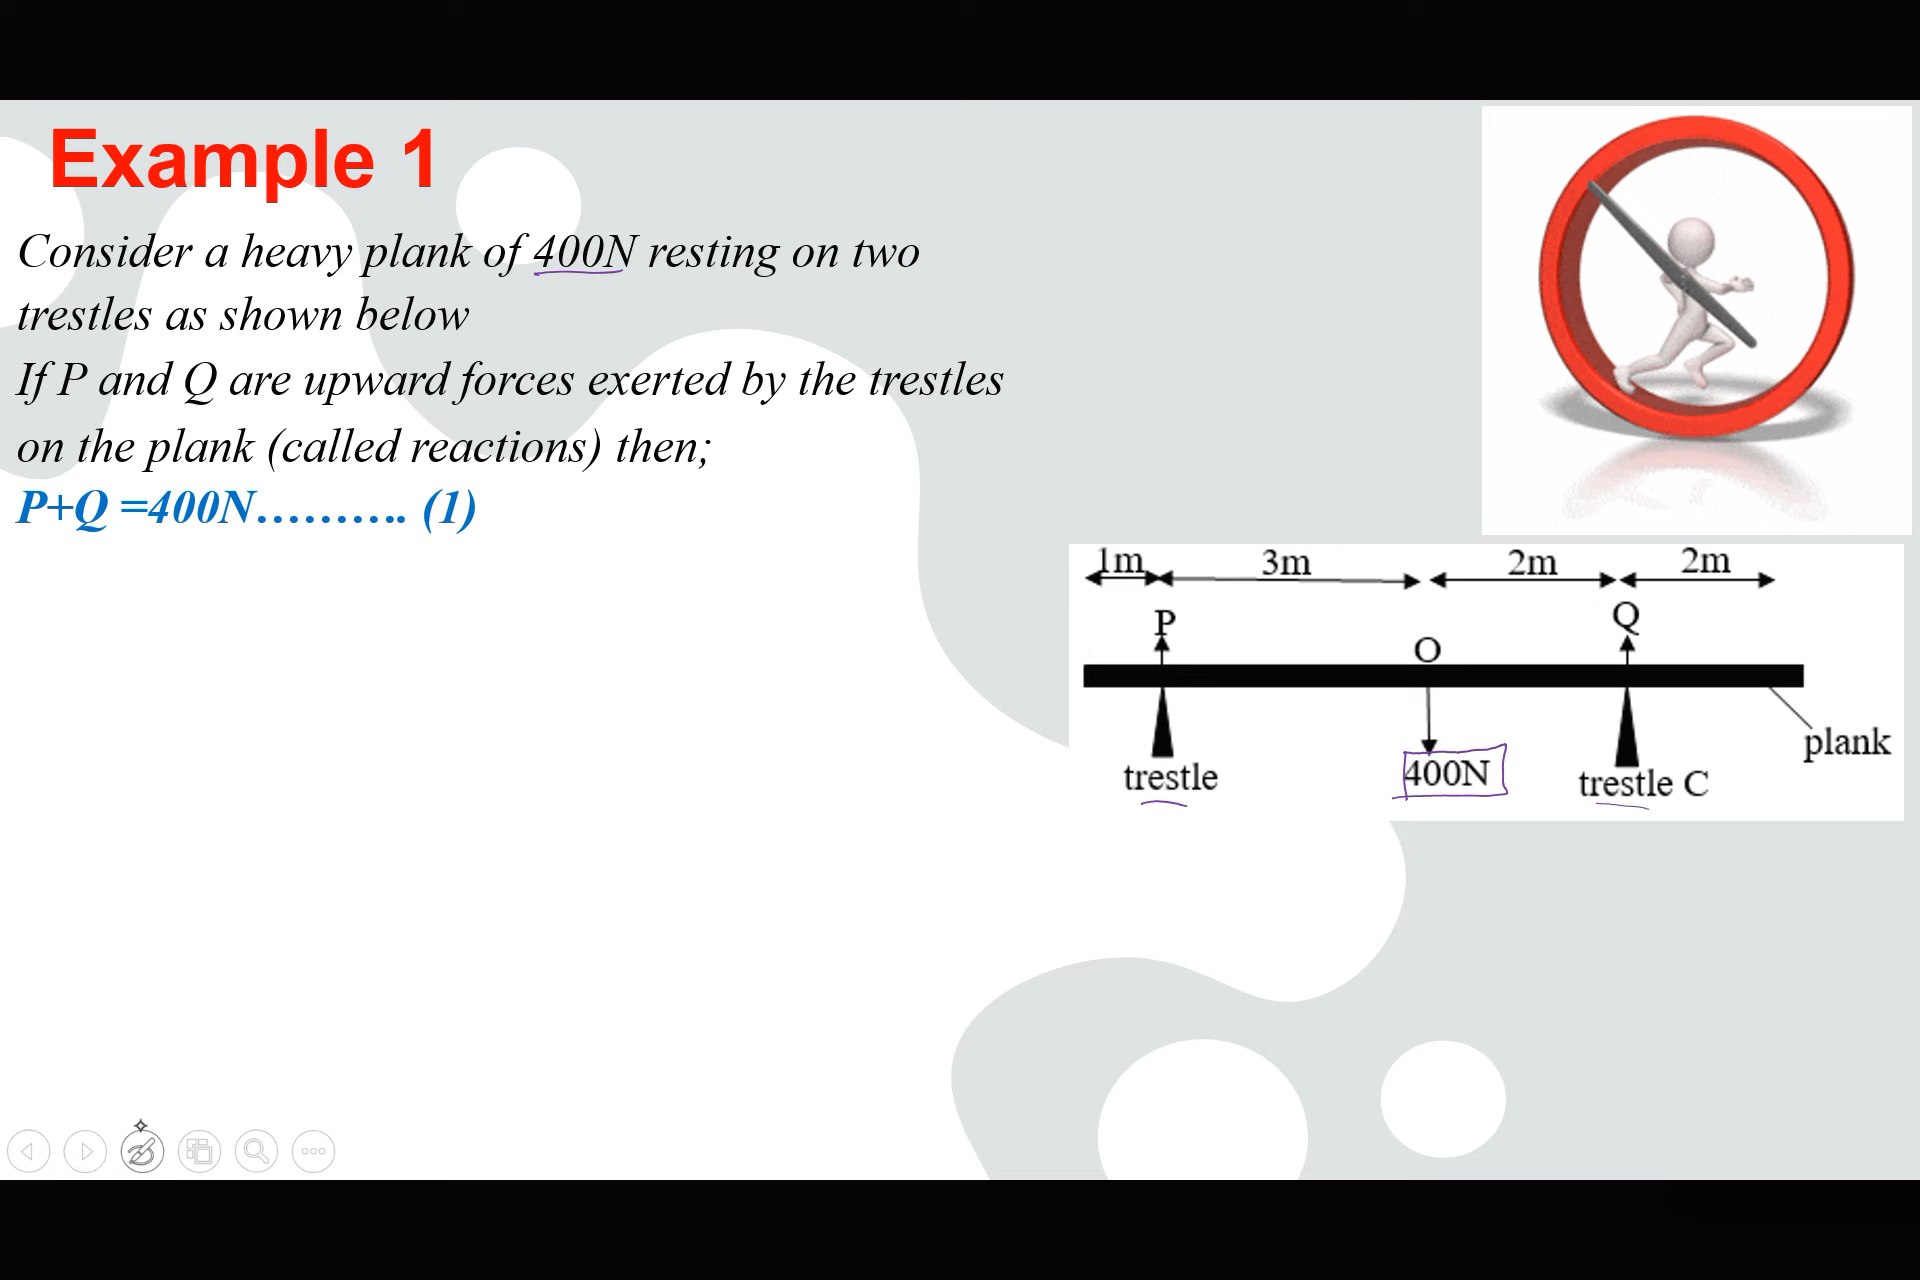 Example 1
Consider a heavy plank of 400N resting on two
trestles as shown below
If P and Q are upward forces exerted by the trestles
on the plank (called reactions) then;
P+Q =400N………. (1)
1m 3m 2m 2m
P Q
O
plank
trestle 400N trestle C